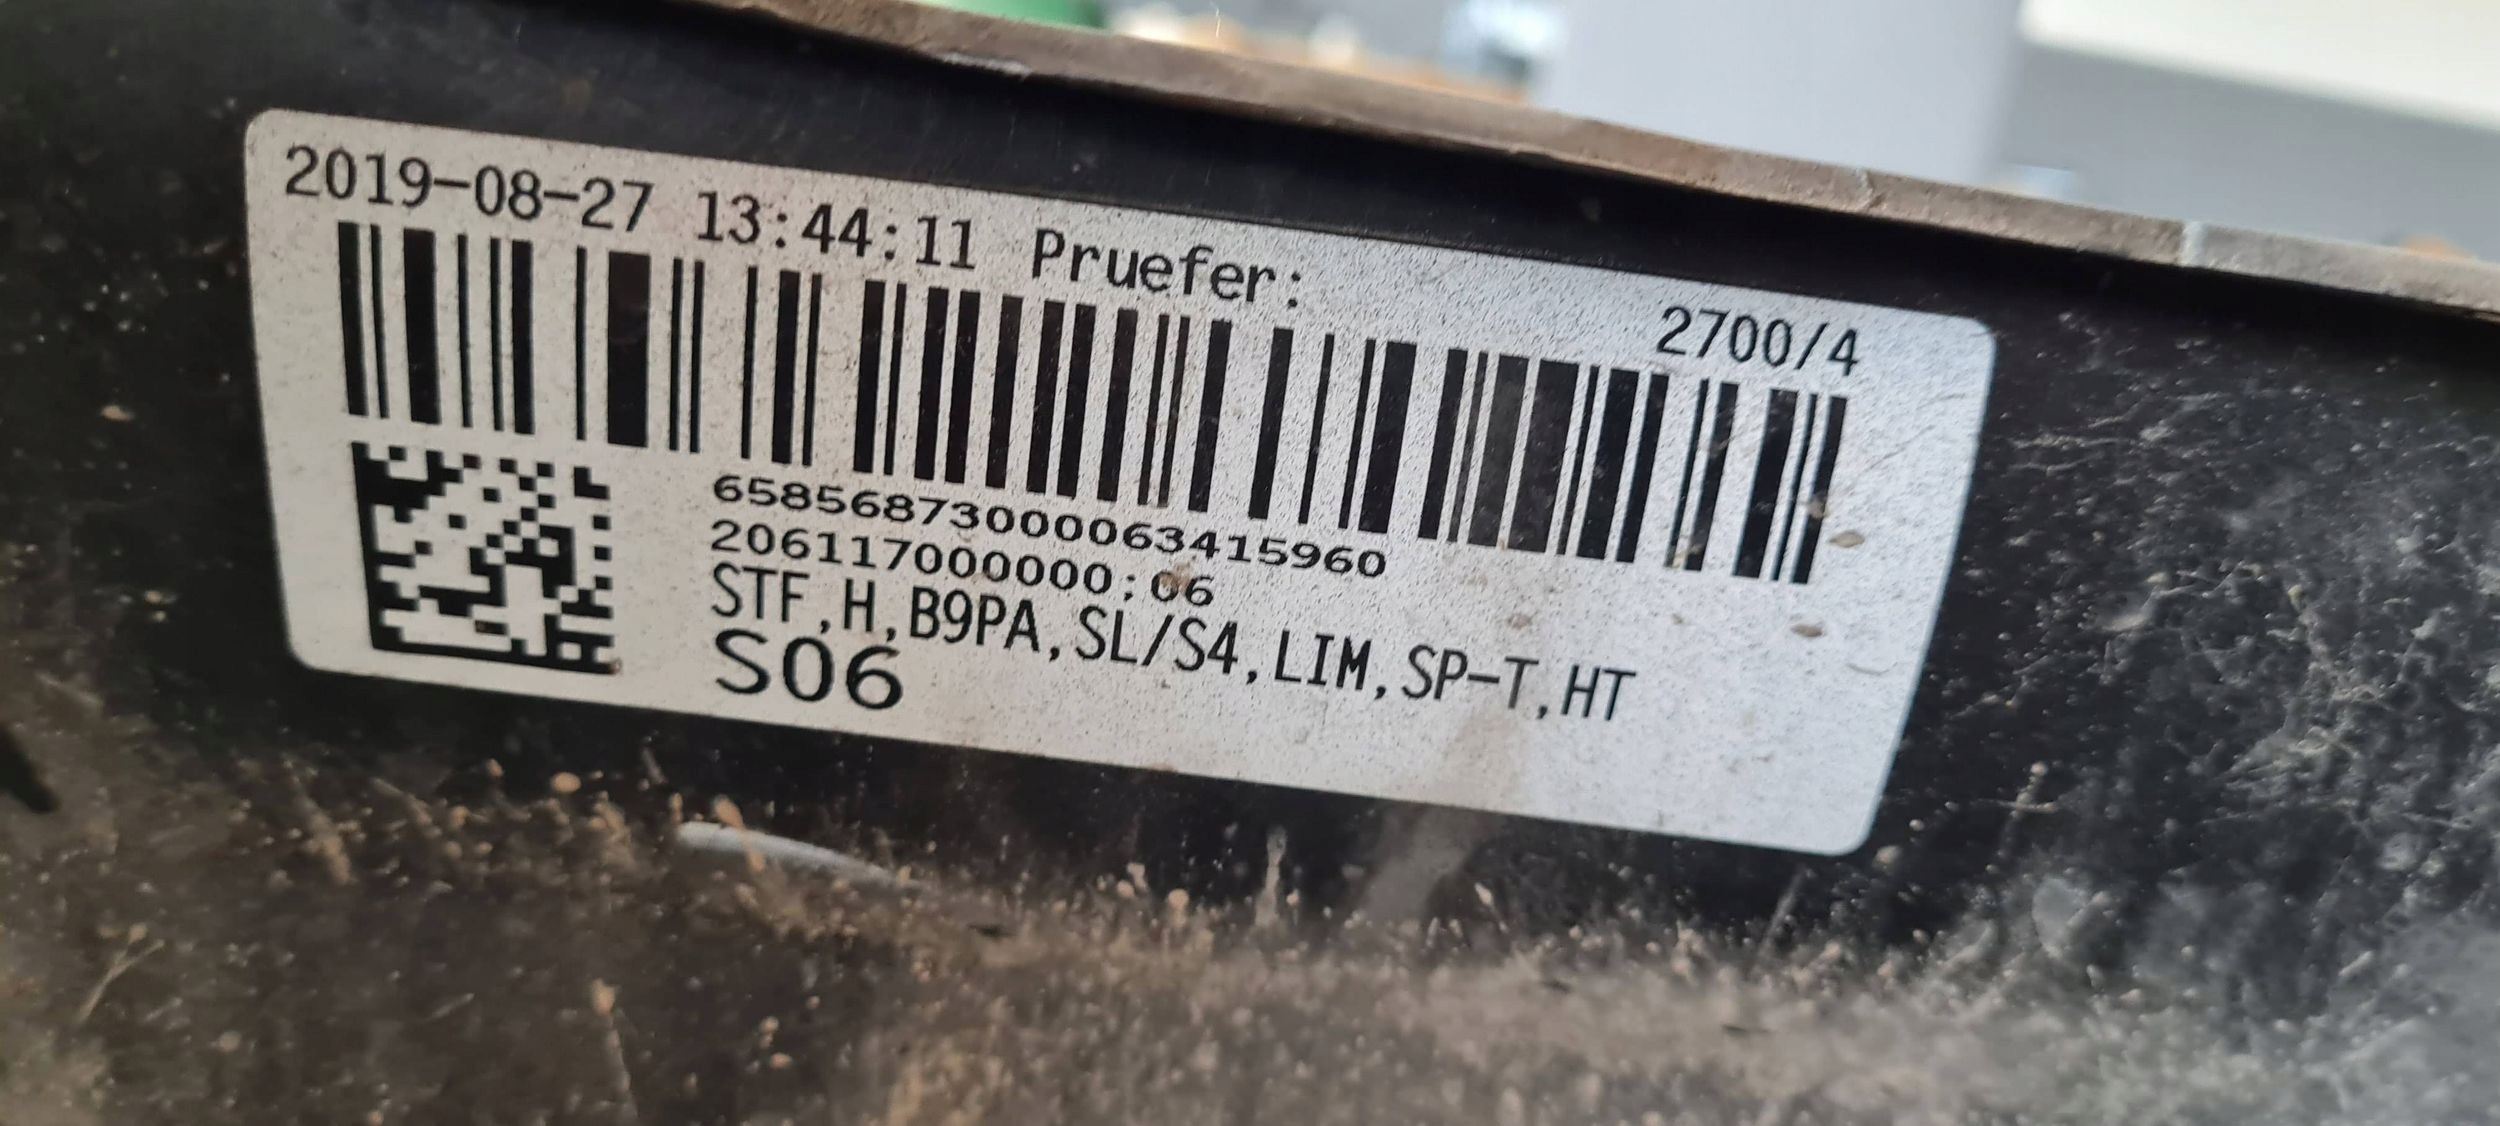 2019-08-27 13:44:11 Pruefer:
2700/4
65856873000063415960
206117000000:06
STF,H,B9PA,SL/S4,LIM,SP-T,HT
S06